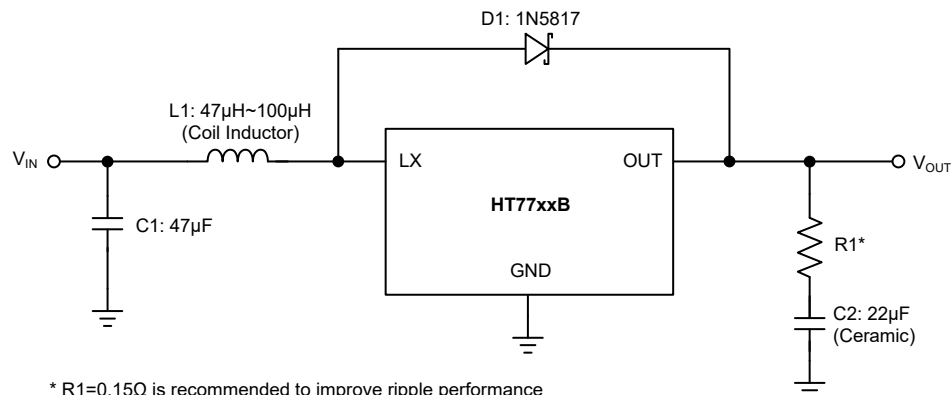 D1: 1N5817
L1: 47µH~100µH
(Coil Inductor)
V_IN
LX
OUT
V_OUT
HT77xxB
C1: 47µF
R1*
GND
C2: 22µF
(Ceramic)
* R1=0.15Ω is recommended to improve ripple performance